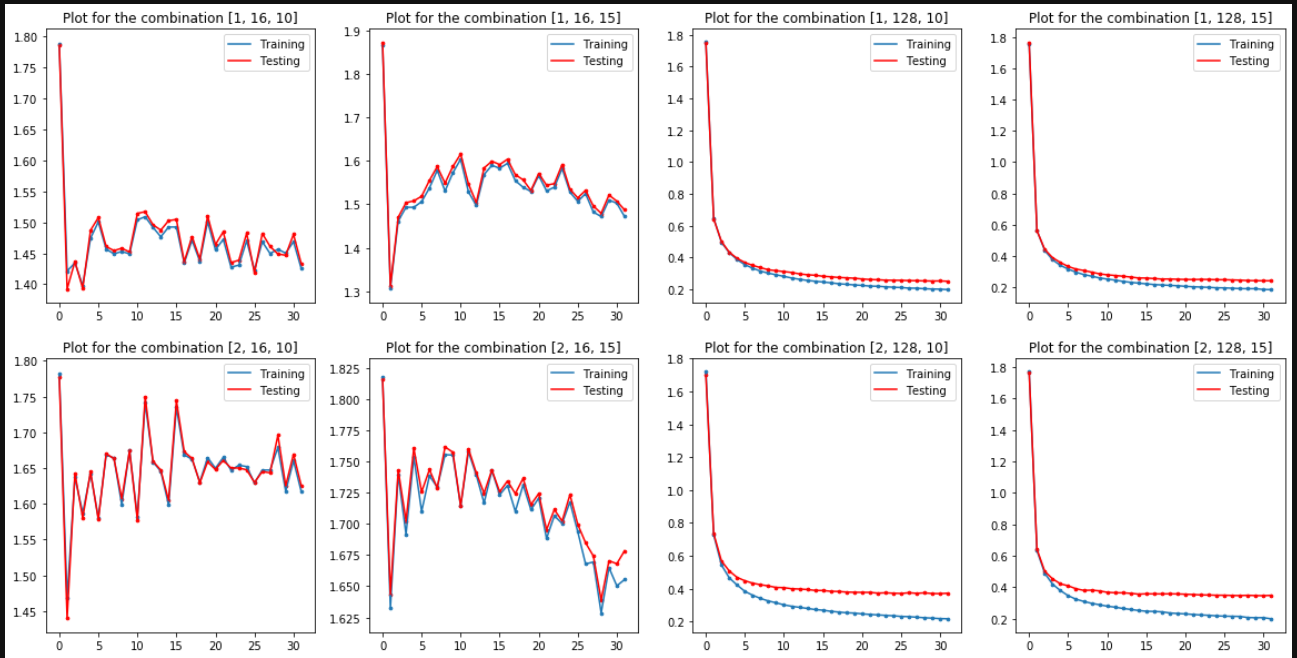 Plot for the combination [1, 16, 10]
1.80
1.75
1.70
1.65
1.60
1.55
1.50
1.45
1.40
0 5 10 15 20 25 30
Training
Testing
Plot for the combination [1, 16, 15]
1.9
1.8
1.7
1.6
1.5
1.4
1.3
0 5 10 15 20 25 30
Training
Testing
Plot for the combination [1, 128, 10]
1.8
1.6
1.4
1.2
1.0
0.8
0.6
0.4
0.2
0 5 10 15 20 25 30
Training
Testing
Plot for the combination [1, 128, 15]
1.8
1.6
1.4
1.2
1.0
0.8
0.6
0.4
0.2
0 5 10 15 20 25 30
Training
Testing
Plot for the combination [2, 16, 10]
1.80
1.75
1.70
1.65
1.60
1.55
1.50
1.45
0 5 10 15 20 25 30
Training
Testing
Plot for the combination [2, 16, 15]
1.825
1.800
1.775
1.750
1.725
1.700
1.675
1.650
1.625
0 5 10 15 20 25 30
Training
Testing
Plot for the combination [2, 128, 10]
1.8
1.6
1.4
1.2
1.0
0.8
0.6
0.4
0.2
0 5 10 15 20 25 30
Training
Testing
Plot for the combination [2, 128, 15]
1.8
1.6
1.4
1.2
1.0
0.8
0.6
0.4
0.2
0 5 10 15 20 25 30
Training
Testing